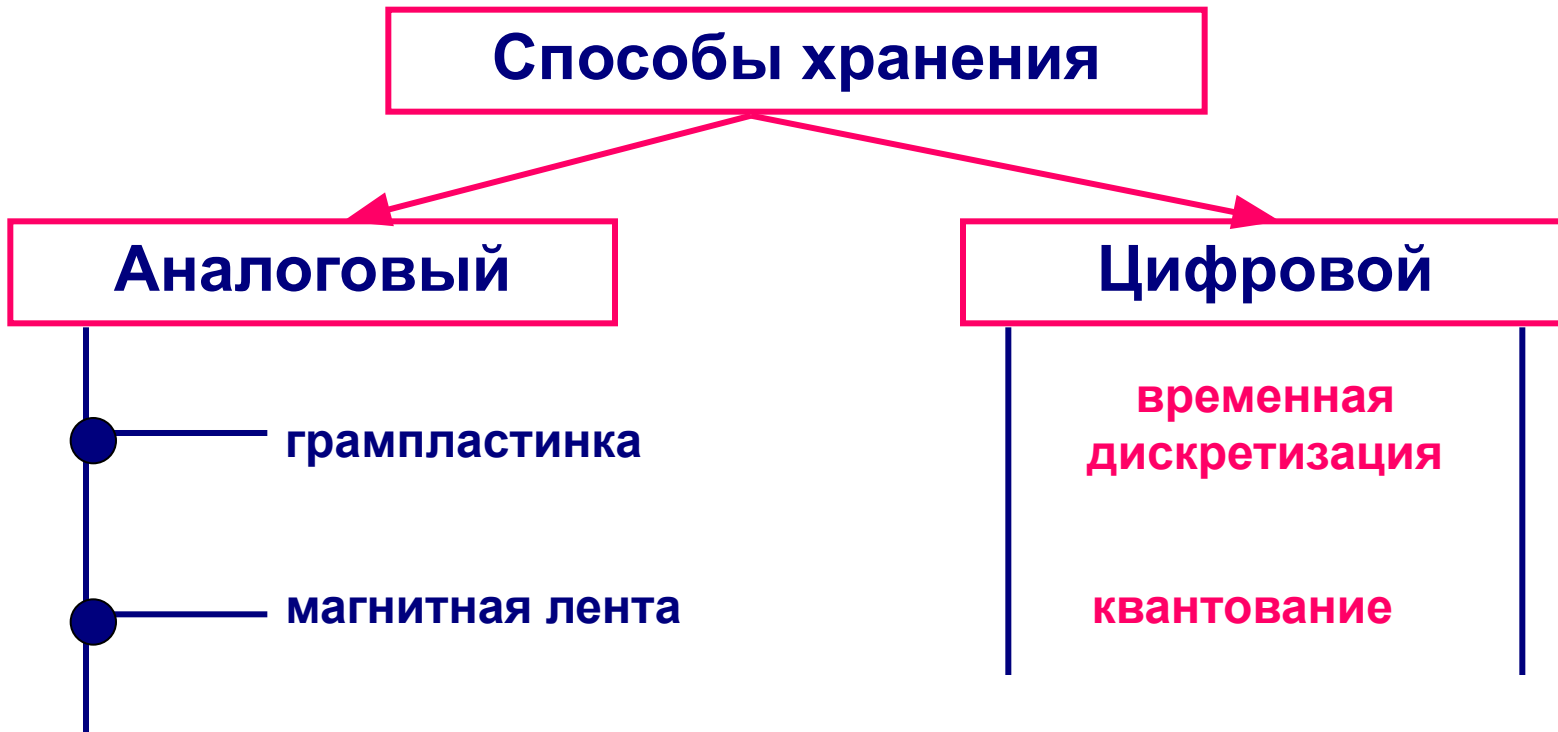 Способы хранения
Аналоговый
грампластинка
магнитная лента
Цифровой
временная
дискретизация
квантование